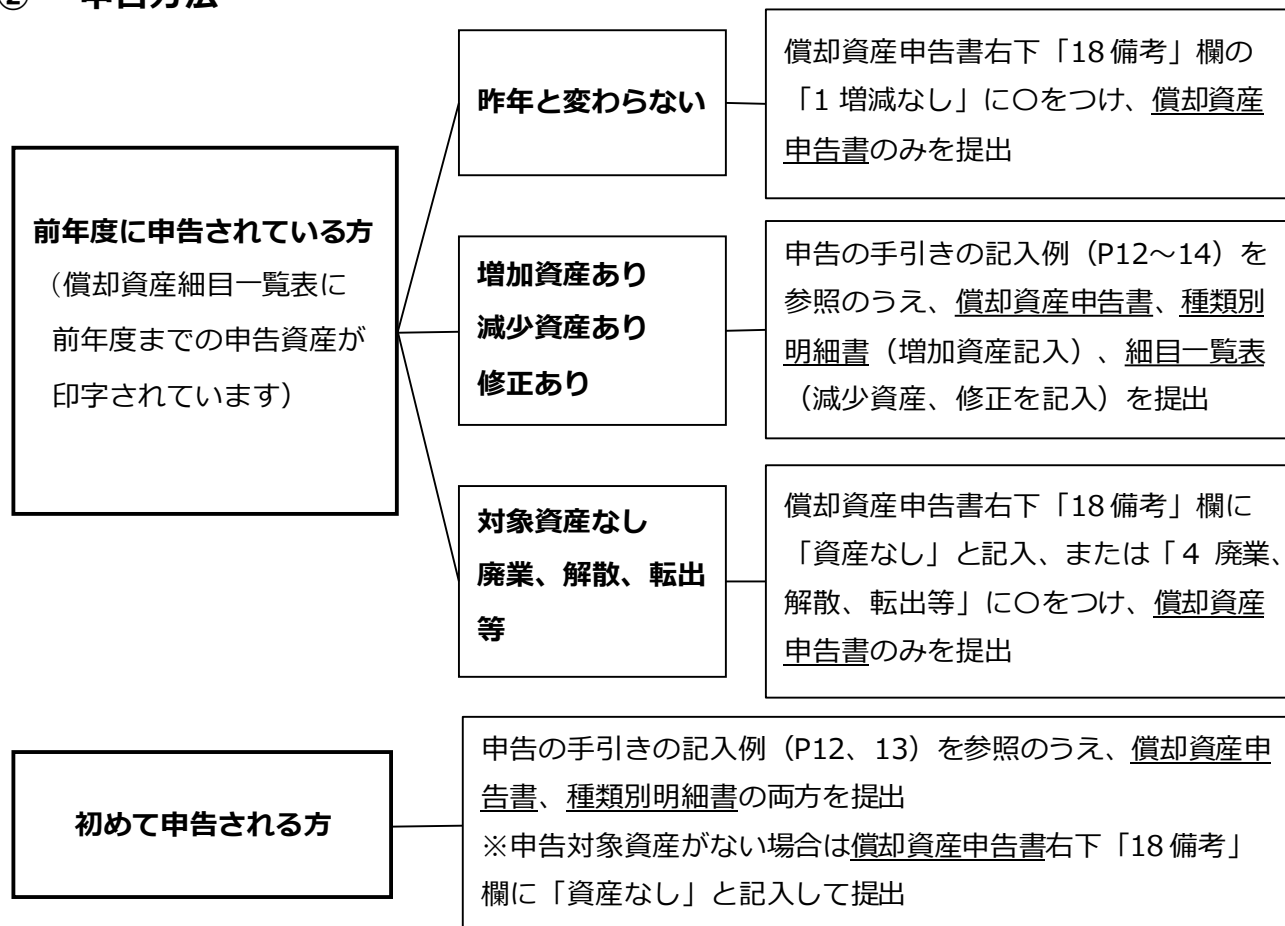 ② 申告方法
前年度に申告されている方
（償却資産細目一覧表に
前年度までの申告資産が
印字されています）
昨年と変わらない
償却資産申告書右下「18 備考」欄の
「1 増減なし」に〇をつけ、償却資産
申告書のみを提出
増加資産あり
減少資産あり
修正あり
申告の手引きの記入例（P12～14）を
参照のうえ、償却資産申告書、種類別
明細書（増加資産記入）、細目一覧表
（減少資産、修正を記入）を提出
対象資産なし
廃業、解散、転出
等
償却資産申告書右下「18 備考」欄に
「資産なし」と記入、または「４ 廃業、
解散、転出等」に〇をつけ、償却資産
申告書のみを提出
初めて申告される方
申告の手引きの記入例（P12、13）を参照のうえ、償却資産申
告書、種類別明細書の両方を提出
※申告対象資産がない場合は償却資産申告書右下「18 備考」
欄に「資産なし」と記入して提出